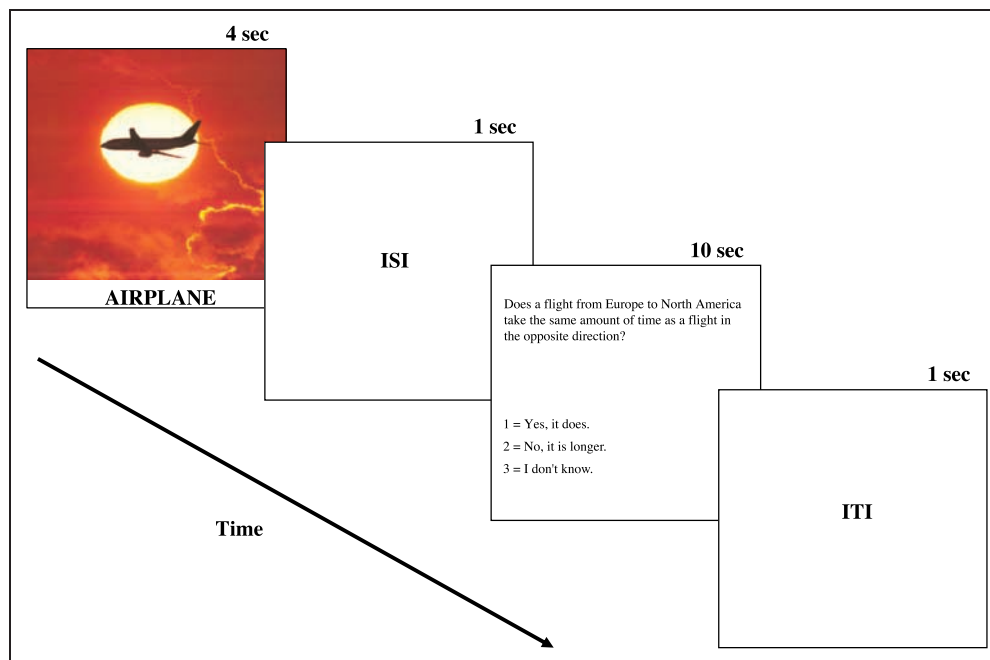 4 sec
AIRPLANE
1 sec
ISI
10 sec
Does a flight from Europe to North America
take the same amount of time as a flight in
the opposite direction?
1 = Yes, it does.
2 = No, it is longer.
3 = I don't know.
1 sec
ITI
Time